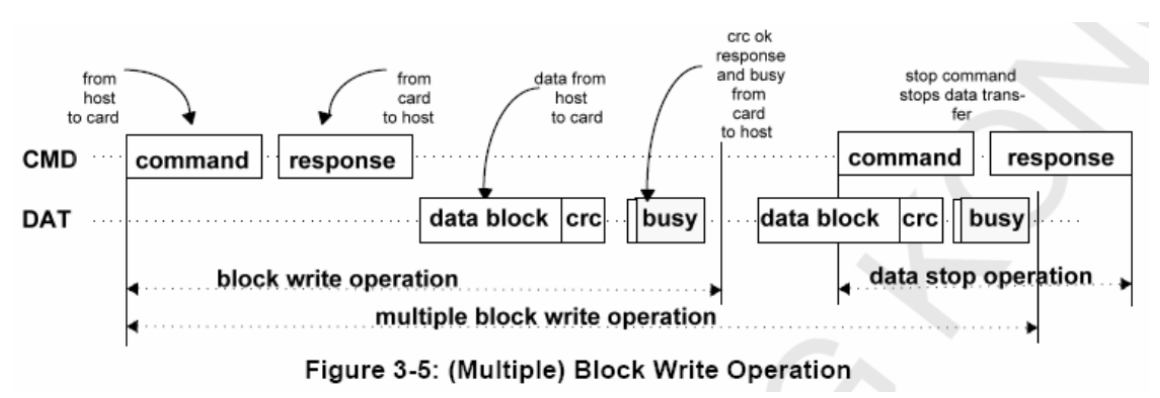 from
host
to card
from
card
to host
data from
host
to card
crc ok
response
and busy
from
card
to host
stop command
stops data trans-
fer
CMD command response command response
DAT data block crc busy data block crc busy
block write operation data stop operation
multiple block write operation
Figure 3-5: (Multiple) Block Write Operation